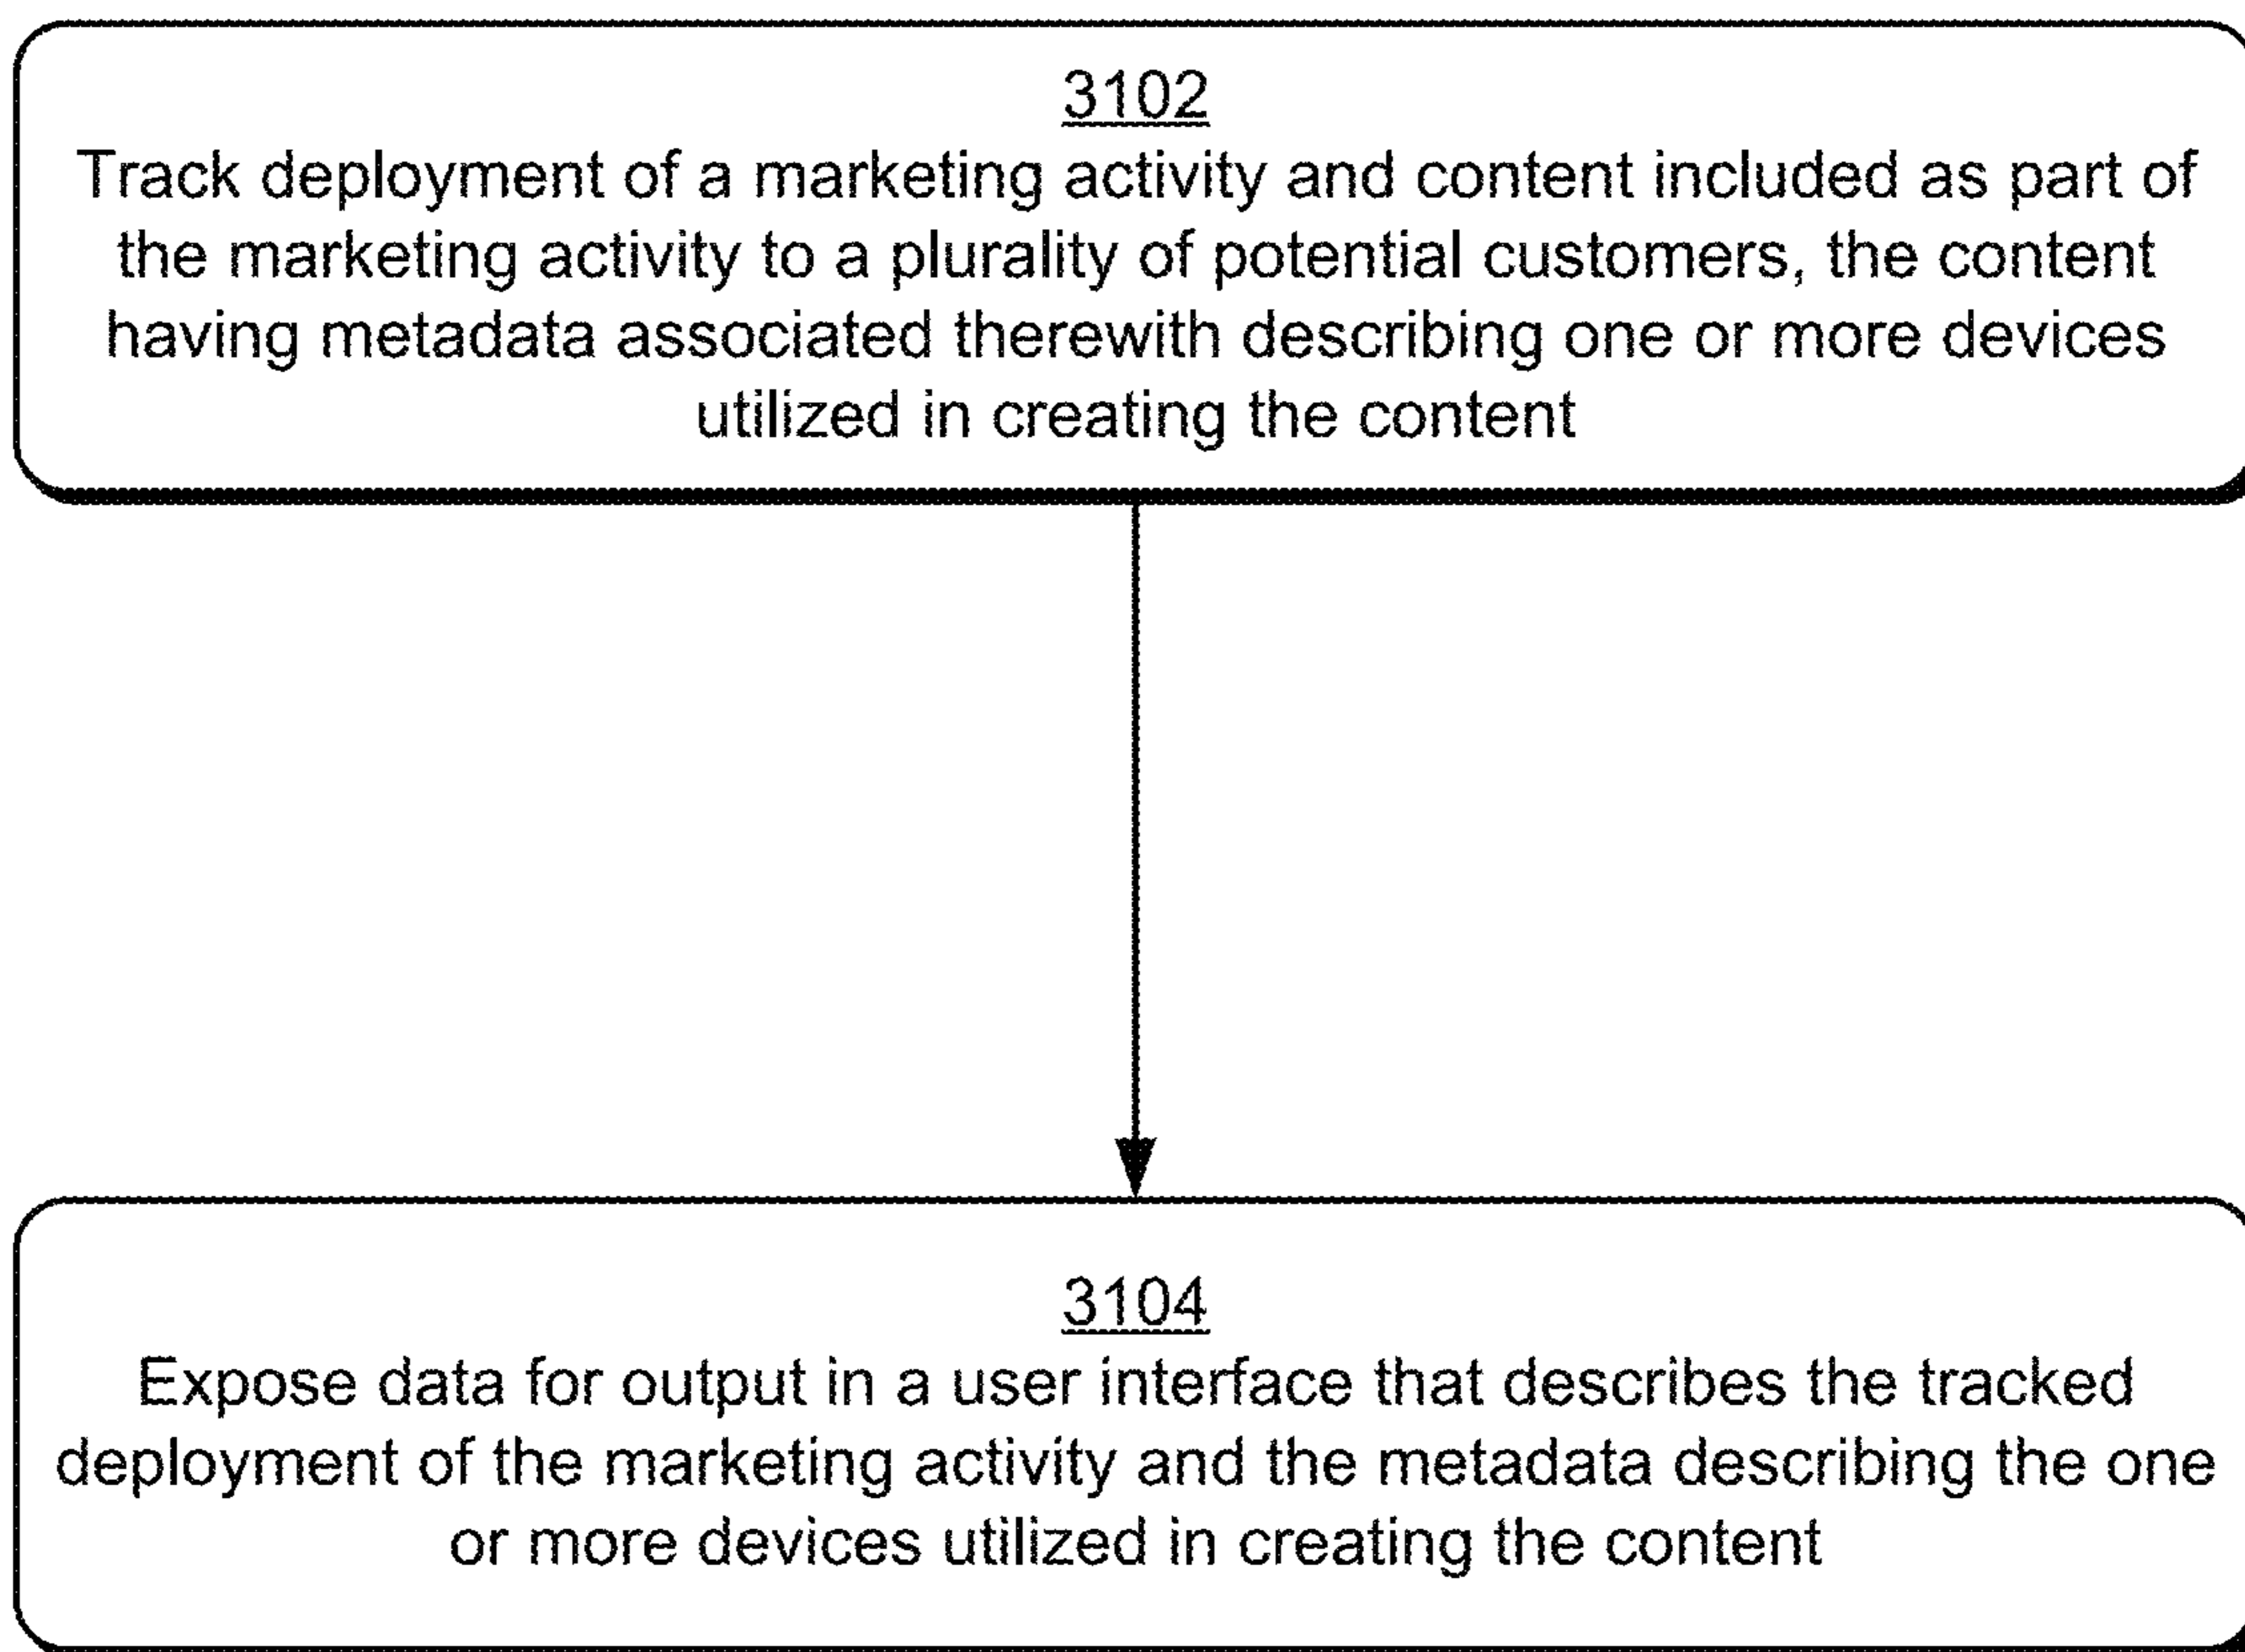 3102
Track deployment of a marketing activity and content included as part of
the marketing activity to a plurality of potential customers, the content
having metadata associated therewith describing one or more devices
utilized in creating the content
3104
Expose data for output in a user interface that describes the tracked
deployment of the marketing activity and the metadata describing the one
or more devices utilized in creating the content